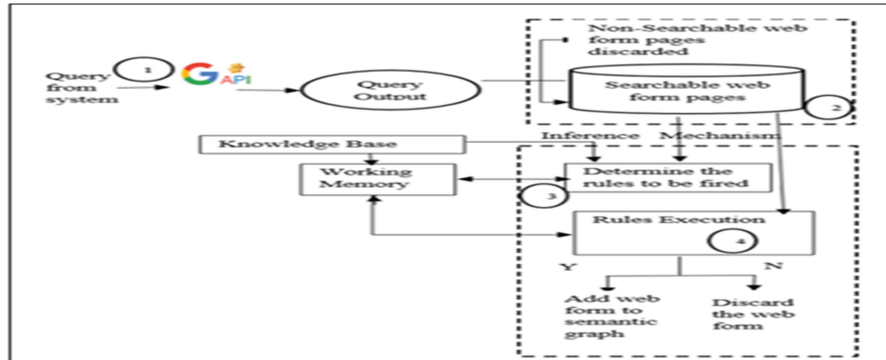 Non-Searchable web
form pages
discarded
1
G API
Query
from
system
Query
Output
Searchable web
form pages
2
Inference Mechanism
Knowledge Base
Working
Memory
Determine the
rules to be fired
3
Rules Execution
4
Y
N
Add web
form to
semantic
graph
Discard
the web
form